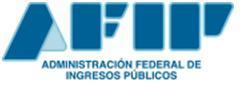 AFIP
ADMINISTRACIÓN FEDERAL DE
INGRESOS PÚBLICOS